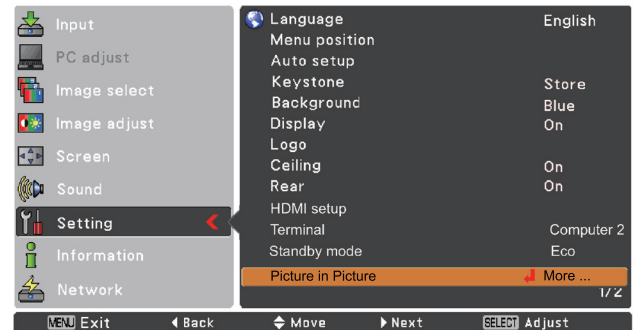 Input
PC adjust
Image select
Image adjust
Screen
Sound
Setting
Information
Network
Language English
Menu position
Auto setup
Keystone Store
Background Blue
Display On
Logo
Ceiling On
Rear On
HDMI setup
Terminal Computer 2
Standby mode Eco
Picture in Picture More ...
1/2
MENU Exit Back Move Next SELECT Adjust